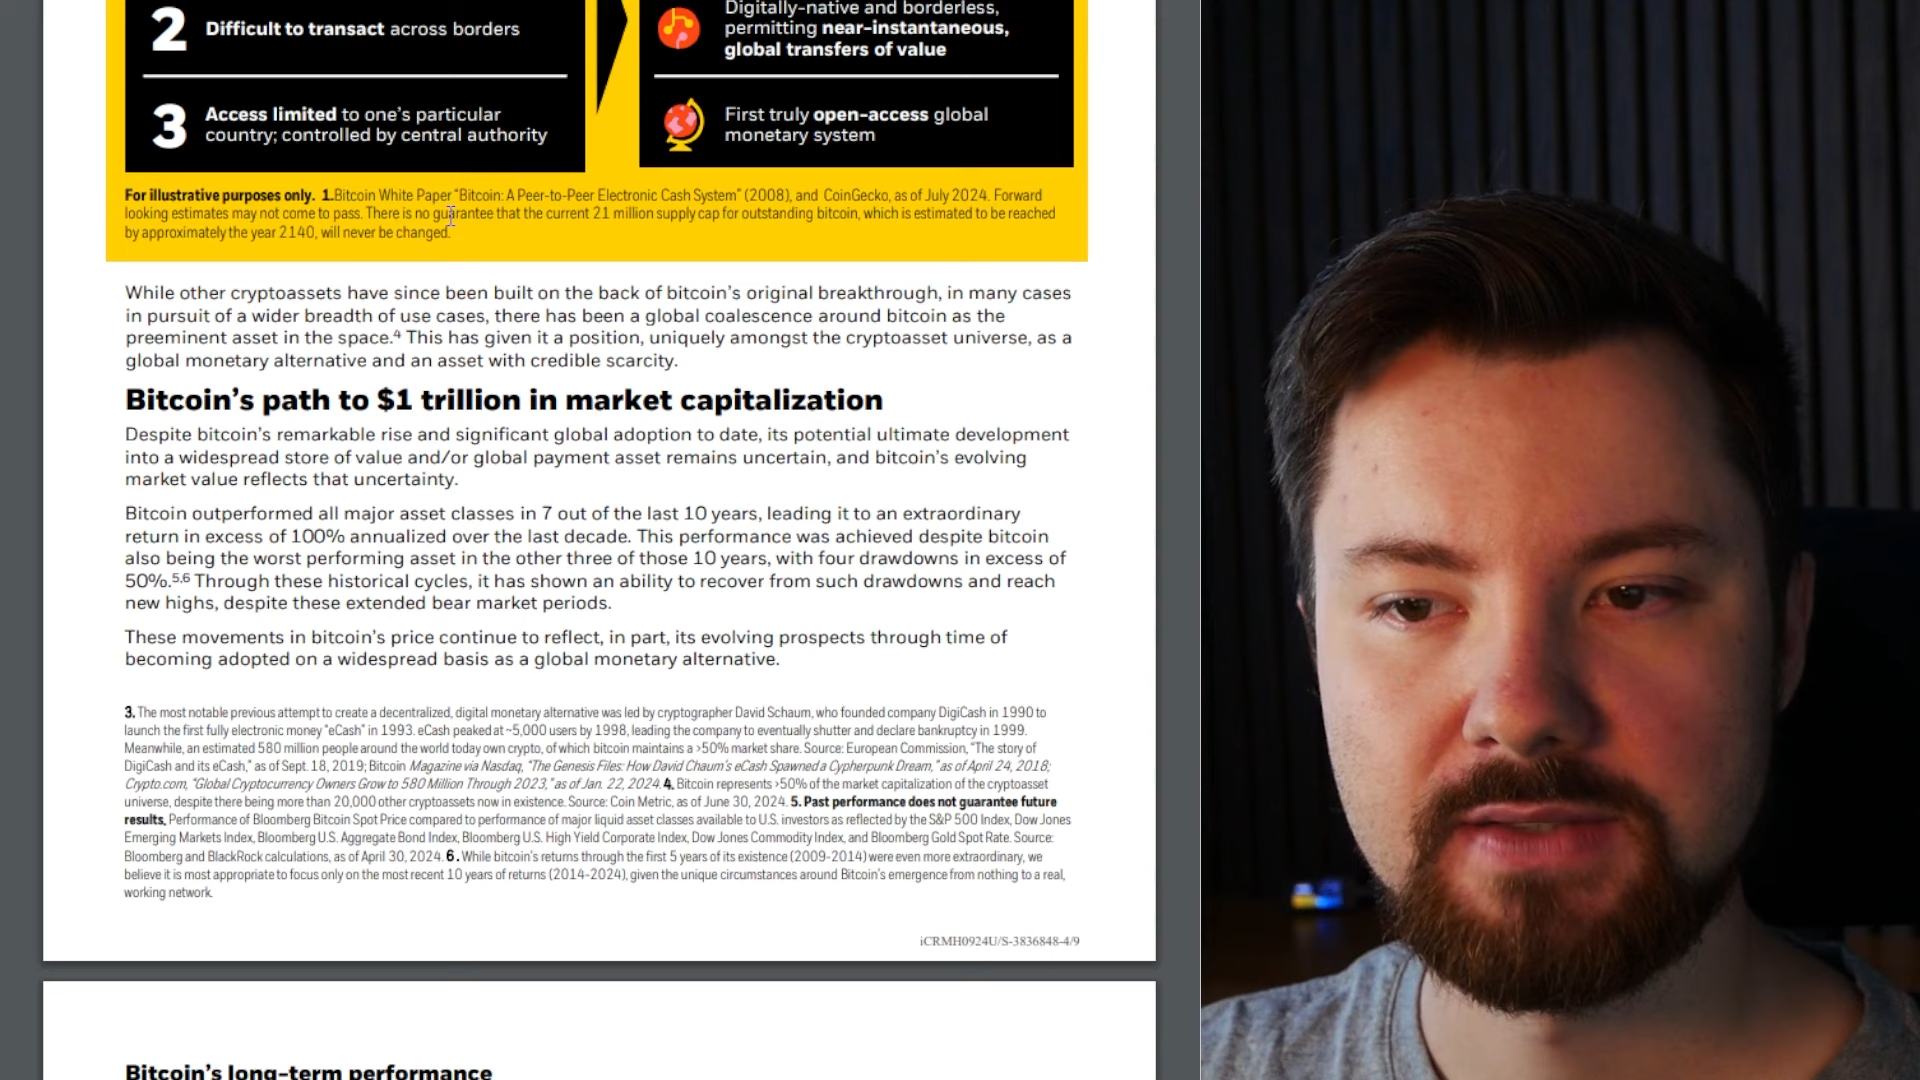 2 Difficult to transact across borders
3 Access limited to one's particular
country; controlled by central authority
Digitally-native and borderless,
permitting near-instantaneous,
global transfers of value
First truly open-access global
monetary system
For illustrative purposes only. 1.Bitcoin White Paper "Bitcoin: A Peer-to-Peer Electronic Cash System" (2008), and CoinGecko, as of July 2024. Forward
looking estimates may not come to pass. There is no guarantee that the current 21 million supply cap for outstanding bitcoin, which is estimated to be reached
by approximately the year 2140, will never be changed.
While other cryptoassets have since been built on the back of bitcoin's original breakthrough, in many cases
in pursuit of a wider breadth of use cases, there has been a global coalescence around bitcoin as the
preeminent asset in the space.4 This has given it a position, uniquely amongst the cryptoasset universe, as a
global monetary alternative and an asset with credible scarcity.
Bitcoin's path to $1 trillion in market capitalization
Despite bitcoin's remarkable rise and significant global adoption to date, its potential ultimate development
into a widespread store of value and/or global payment asset remains uncertain, and bitcoin's evolving
market value reflects that uncertainty.
Bitcoin outperformed all major asset classes in 7 out of the last 10 years, leading it to an extraordinary
return in excess of 100% annualized over the last decade. This performance was achieved despite bitcoin
also being the worst performing asset in the other three of those 10 years, with four drawdowns in excess of
50%.5,6 Through these historical cycles, it has shown an ability to recover from such drawdowns and reach
new highs, despite these extended bear market periods.
These movements in bitcoin's price continue to reflect, in part, its evolving prospects through time of
becoming adopted on a widespread basis as a global monetary alternative.
3. The most notable previous attempt to create a decentralized, digital monetary alternative was led by cryptographer David Schaum, who founded company DigiCash in 1990 to
launch the first fully electronic money "eCash" in 1993. eCash peaked at ~5,000 users by 1998, leading the company to eventually shutter and declare bankruptcy in 1999.
Meanwhile, an estimated 580 million people around the world today own crypto, of which bitcoin maintains a >50% market share. Source: European Commission, "The story of
DigiCash and its eCash," as of Sept. 18, 2019; Bitcoin Magazine via Nasdaq, "The Genesis Files: How David Chaum's eCash Spawned a Cypherpunk Dream," as of April 24, 2018;
Crypto.com, "Global Cryptocurrency Owners Grow to 580 Million Through 2023," as of Jan. 22, 2024. 4. Bitcoin represents >50% of the market capitalization of the cryptoasset
universe, despite there being more than 20,000 other cryptoassets now in existence. Source: Coin Metric, as of June 30, 2024. 5. Past performance does not guarantee future
results. Performance of Bloomberg Bitcoin Spot Price compared to performance of major liquid asset classes available to U.S. investors as reflected by the S&P 500 Index, Dow Jones
Emerging Markets Index, Bloomberg U.S. Aggregate Bond Index, Bloomberg U.S. High Yield Corporate Index, Dow Jones Commodity Index, and Bloomberg Gold Spot Rate. Source:
Bloomberg and BlackRock calculations, as of April 30, 2024. 6. While bitcoin's returns through the first 5 years of its existence (2009-2014) were even more extraordinary, we
believe it is most appropriate to focus only on the most recent 10 years of returns (2014-2024), given the unique circumstances around Bitcoin's emergence from nothing to a real,
working network.
iCRMH0924U/S-3836848-4/9
Bitcoin's long-term performance